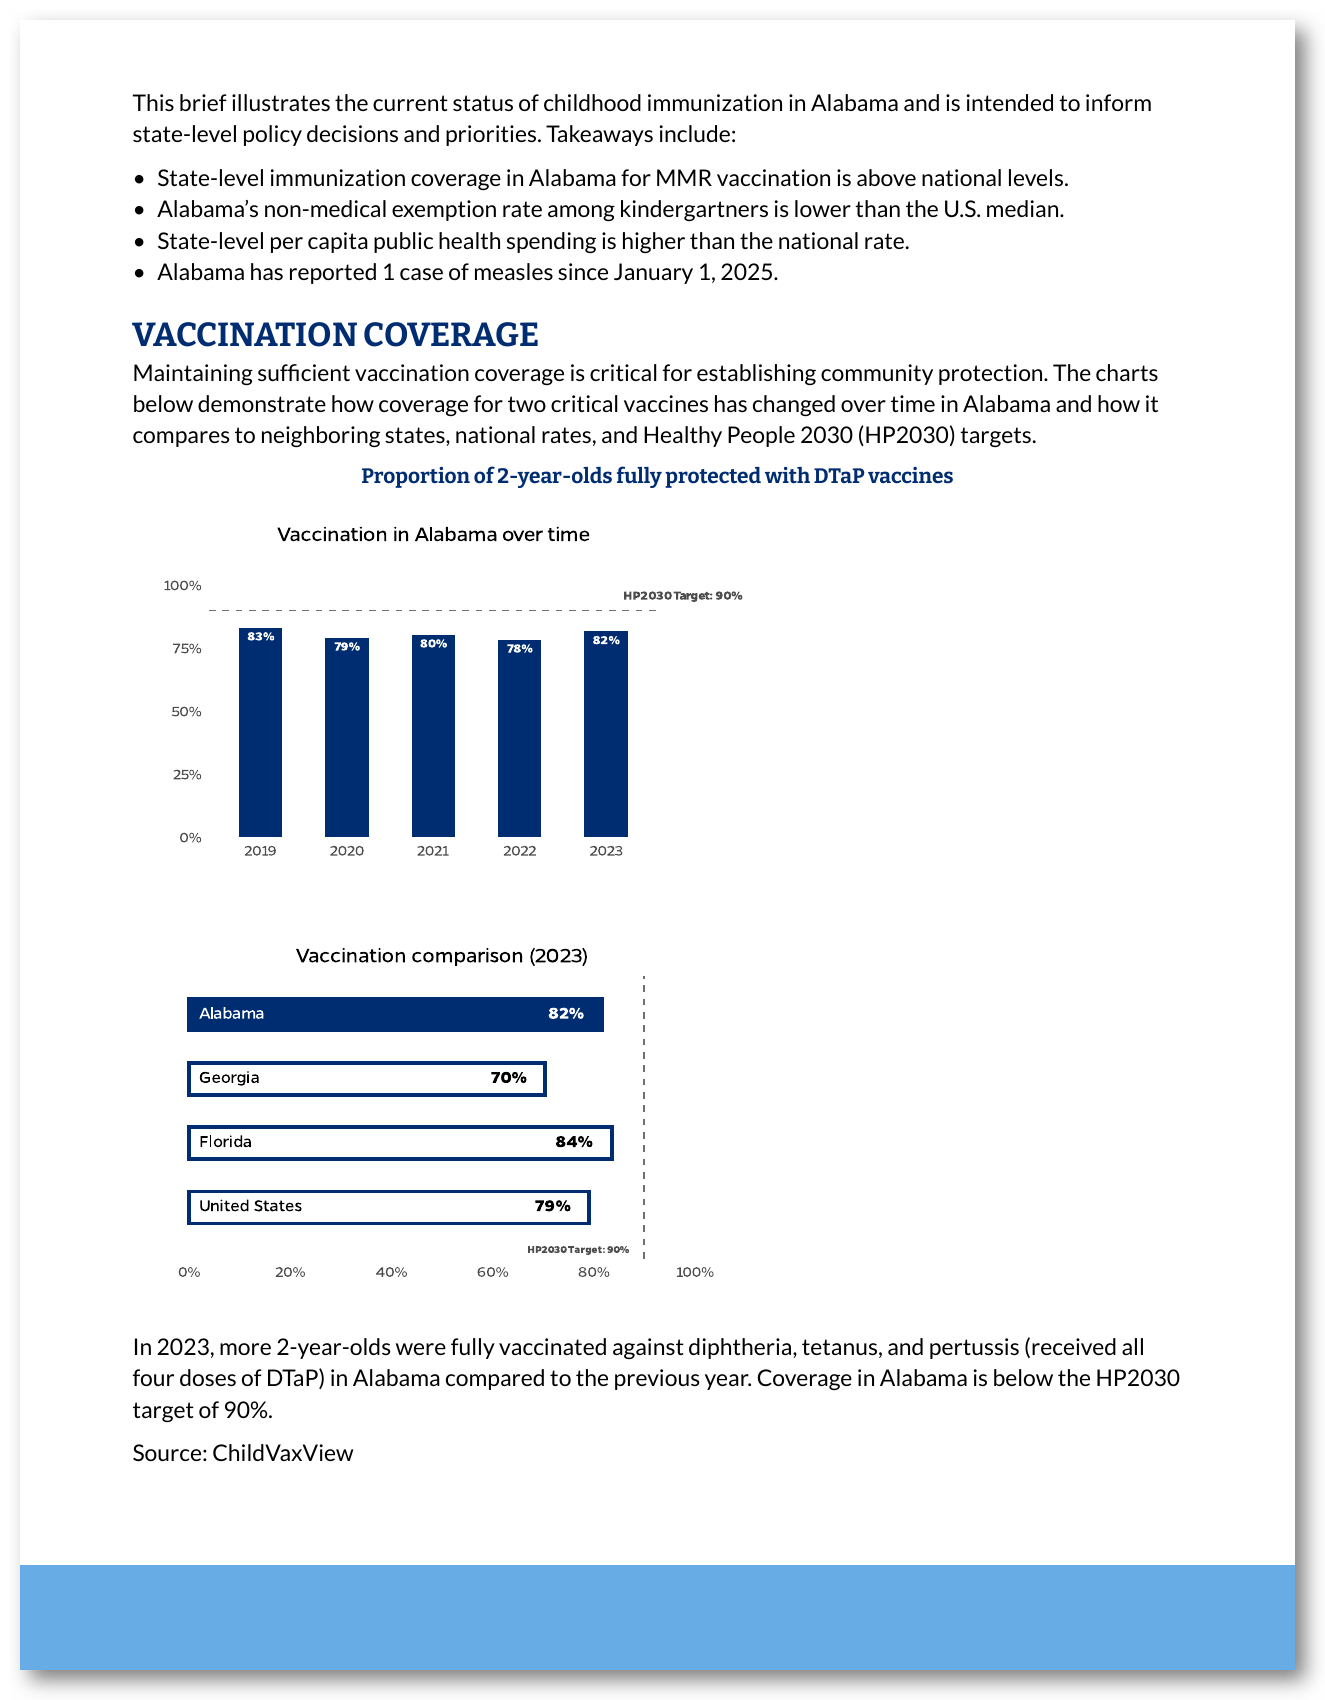 This brief illustrates the current status of childhood immunization in Alabama and is intended to inform
state-level policy decisions and priorities. Takeaways include:
• State-level immunization coverage in Alabama for MMR vaccination is above national levels.
• Alabama’s non-medical exemption rate among kindergartners is lower than the U.S. median.
• State-level per capita public health spending is higher than the national rate.
• Alabama has reported 1 case of measles since January 1, 2025.
VACCINATION COVERAGE
Maintaining sufficient vaccination coverage is critical for establishing community protection. The charts
below demonstrate how coverage for two critical vaccines has changed over time in Alabama and how it
compares to neighboring states, national rates, and Healthy People 2030 (HP2030) targets.
Proportion of 2-year-olds fully protected with DTaP vaccines
Vaccination in Alabama over time
100%
HP2030 Target: 90%
83% 79% 80% 78% 82%
75%
50%
25%
0%
2019 2020 2021 2022 2023
Vaccination comparison (2023)
Alabama 82%
Georgia 70%
Florida 84%
United States 79%
HP2030 Target: 90%
0% 20% 40% 60% 80% 100%
In 2023, more 2-year-olds were fully vaccinated against diphtheria, tetanus, and pertussis (received all
four doses of DTaP) in Alabama compared to the previous year. Coverage in Alabama is below the HP2030
target of 90%.
Source: ChildVaxView